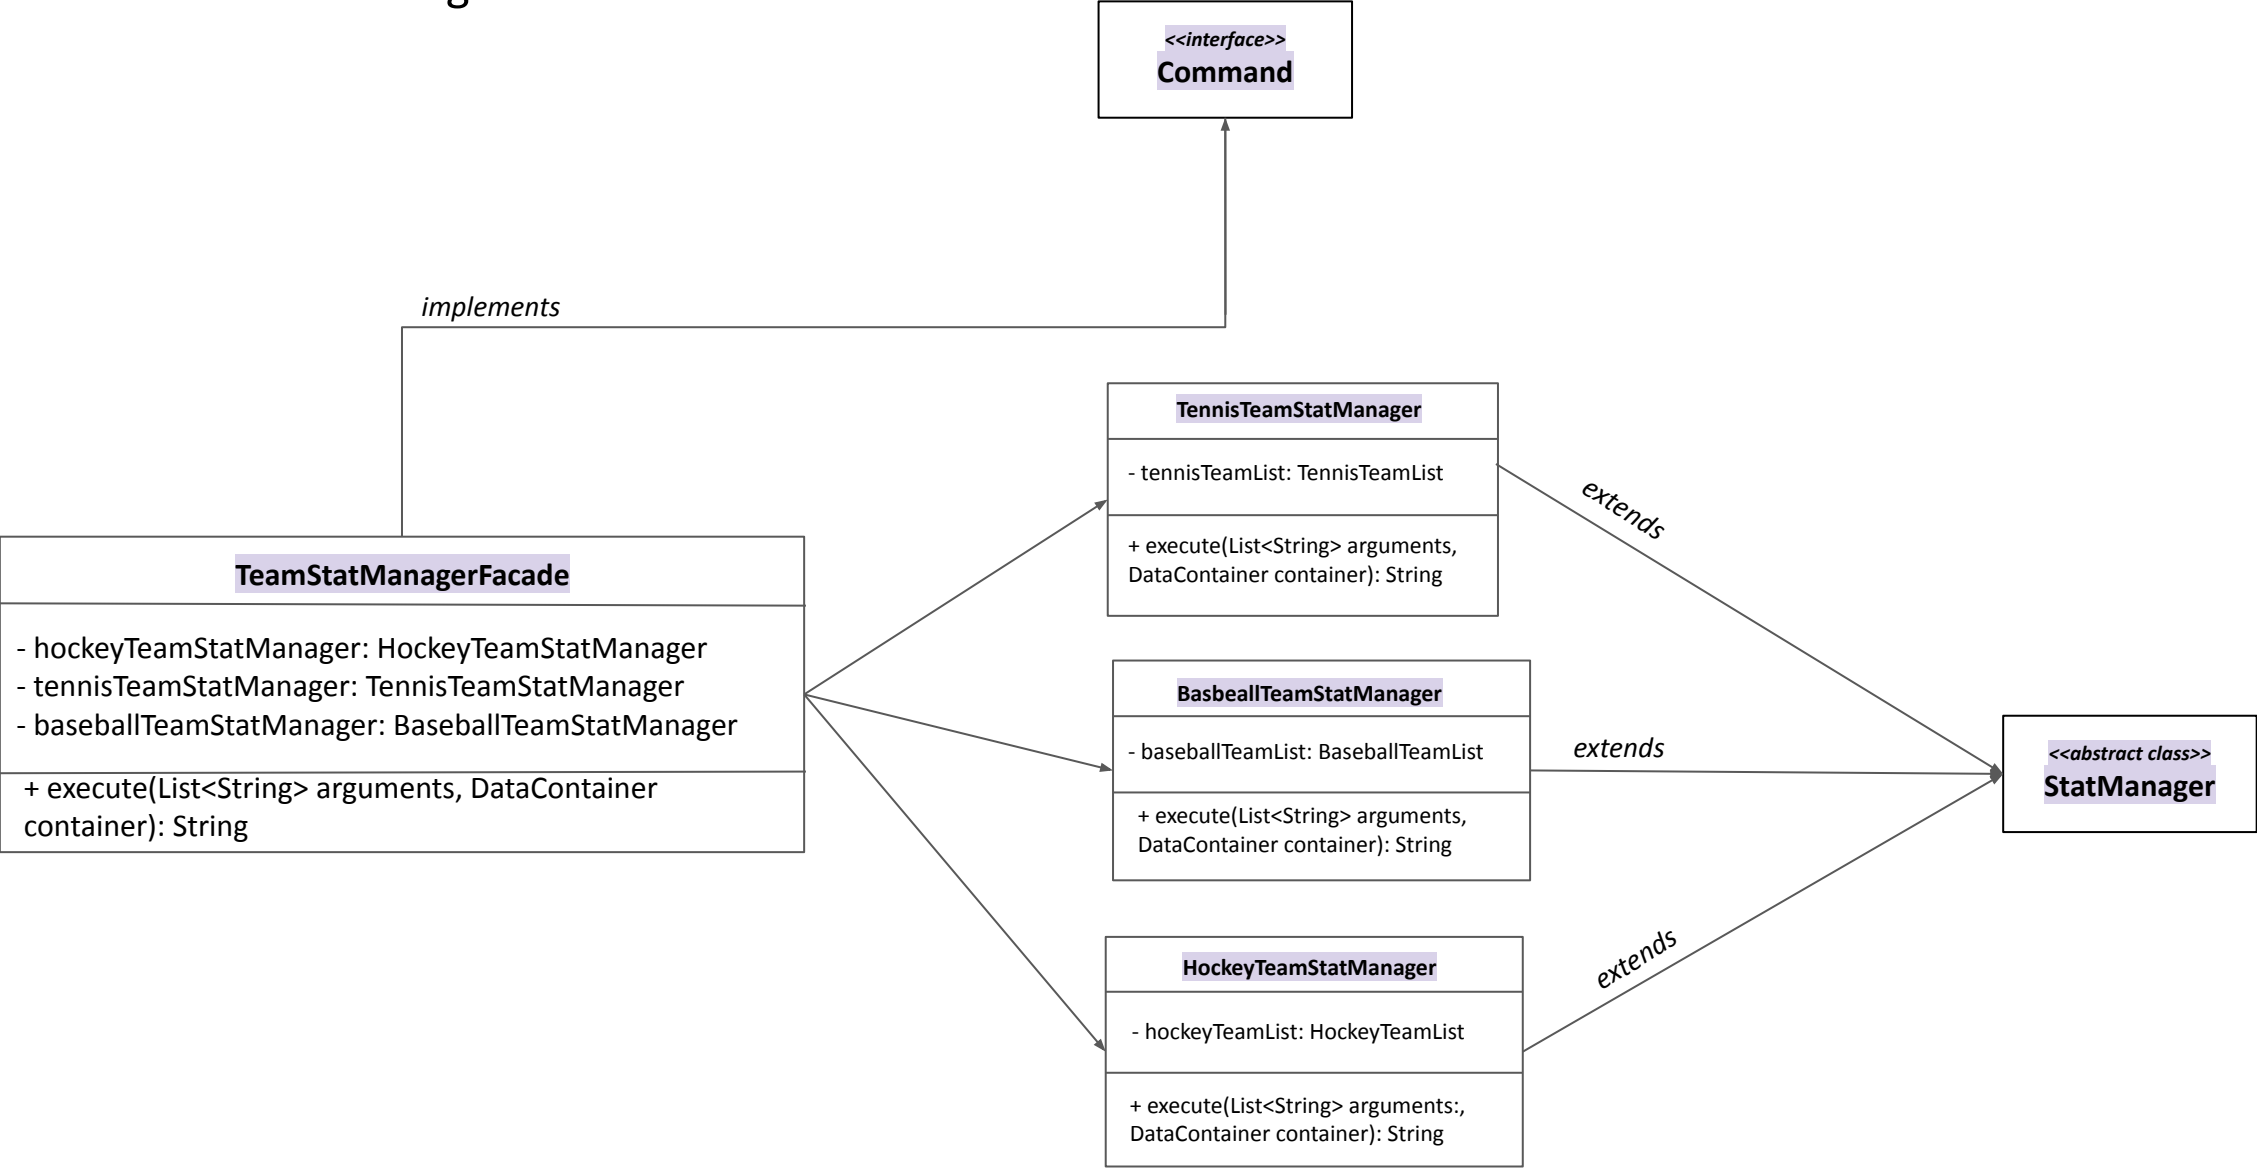 <<interface>>
Command
implements
TennisTeamStatManager
- tennisTeamList: TennisTeamList
+ execute(List<String> arguments,
DataContainer container): String
extends
TeamStatManagerFacade
- hockeyTeamStatManager: HockeyTeamStatManager
- tennisTeamStatManager: TennisTeamStatManager
- baseballTeamStatManager: BaseballTeamStatManager
+ execute(List<String> arguments, DataContainer
container): String
BasbeallTeamStatManager
- baseballTeamList: BaseballTeamList
+ execute(List<String> arguments,
DataContainer container): String
extends
<<abstract class>>
StatManager
HockeyTeamStatManager
- hockeyTeamList: HockeyTeamList
+ execute(List<String> arguments:,
DataContainer container): String
extends